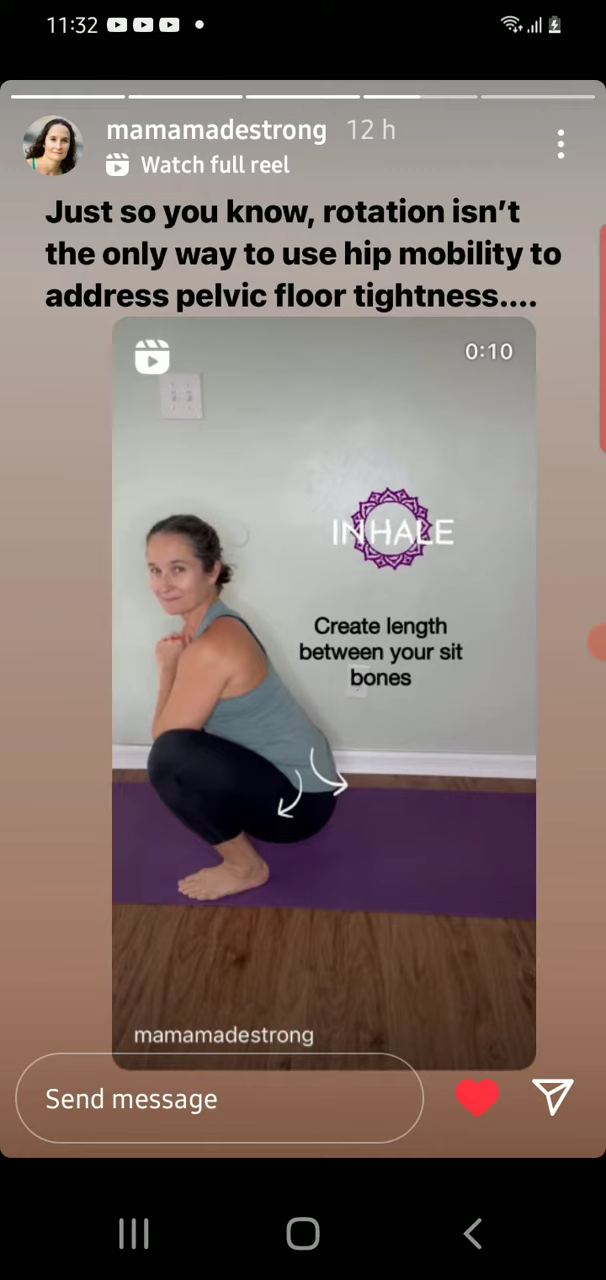 11:32
mamamadestrong 12 h
Watch full reel
Just so you know, rotation isn't
the only way to use hip mobility to
address pelvic floor tightness....
0:10
INHALE
Create length
between your sit
bones
mamamadestrong
Send message